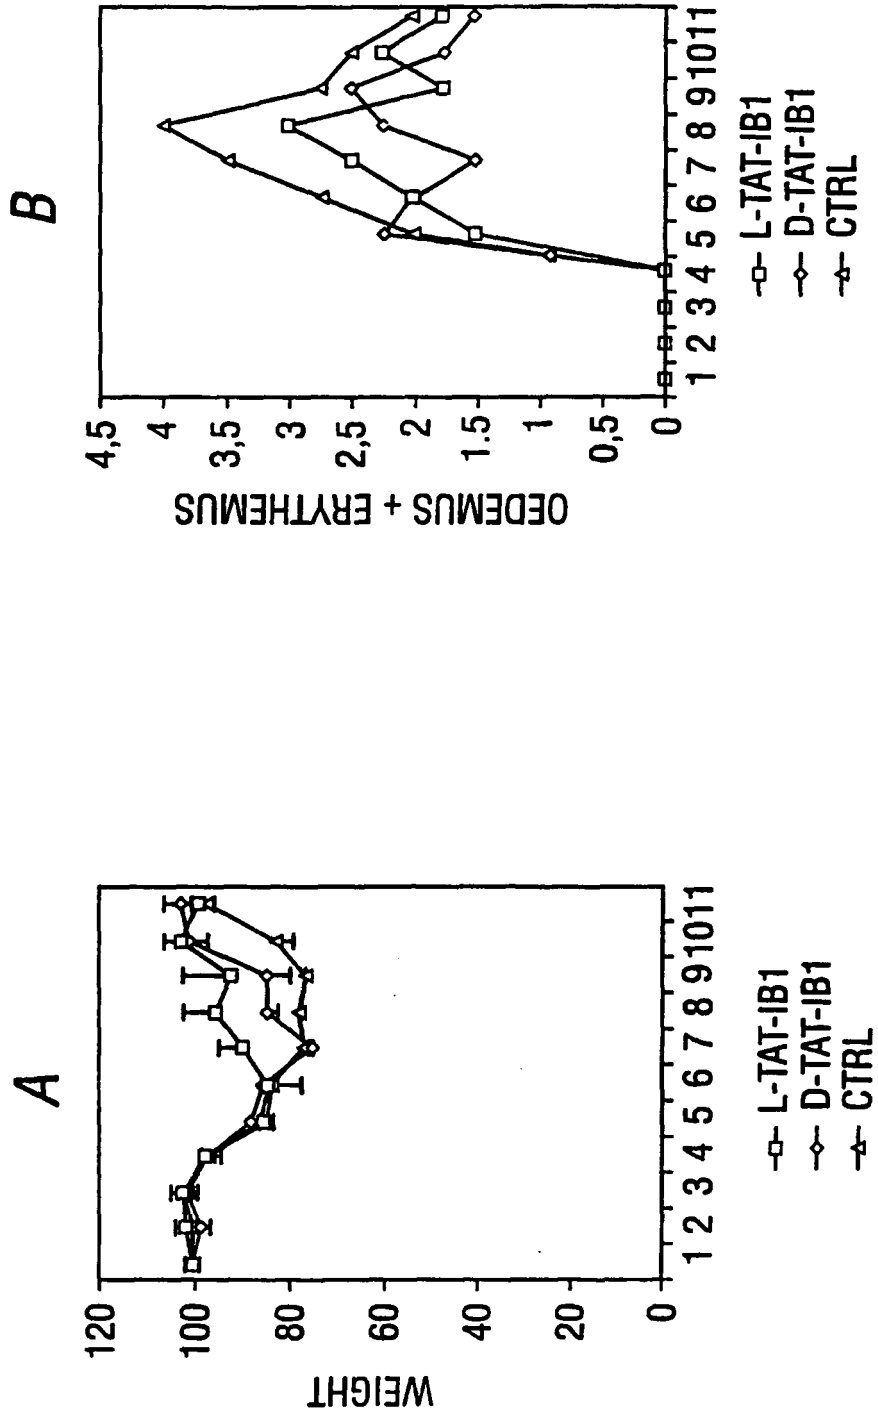 A
WEIGHT
120
100
80
60
40
20
0
1 2 3 4 5 6 7 8 9 10 11
L-TAT-IB1
D-TAT-IB1
CTRL
B
OEDEMUS + ERYTHEMUS
4,5
4
3,5
3
2,5
2
1.5
1
0,5
0
1 2 3 4 5 6 7 8 9 10 11
L-TAT-IB1
D-TAT-IB1
CTRL